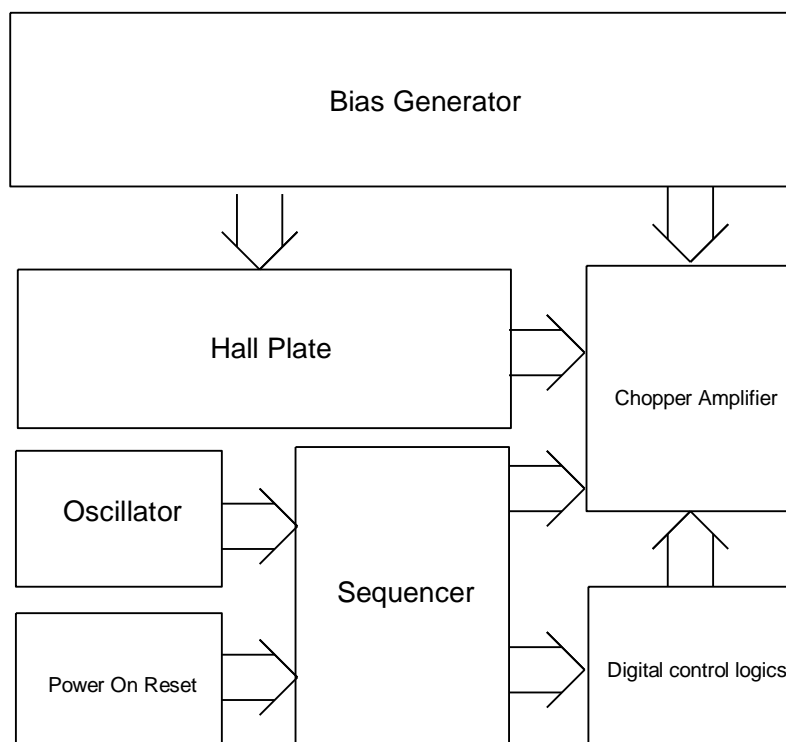 Bias Generator
Hall Plate
Chopper Amplifier
Oscillator
Sequencer
Power On Reset
Digital control logics